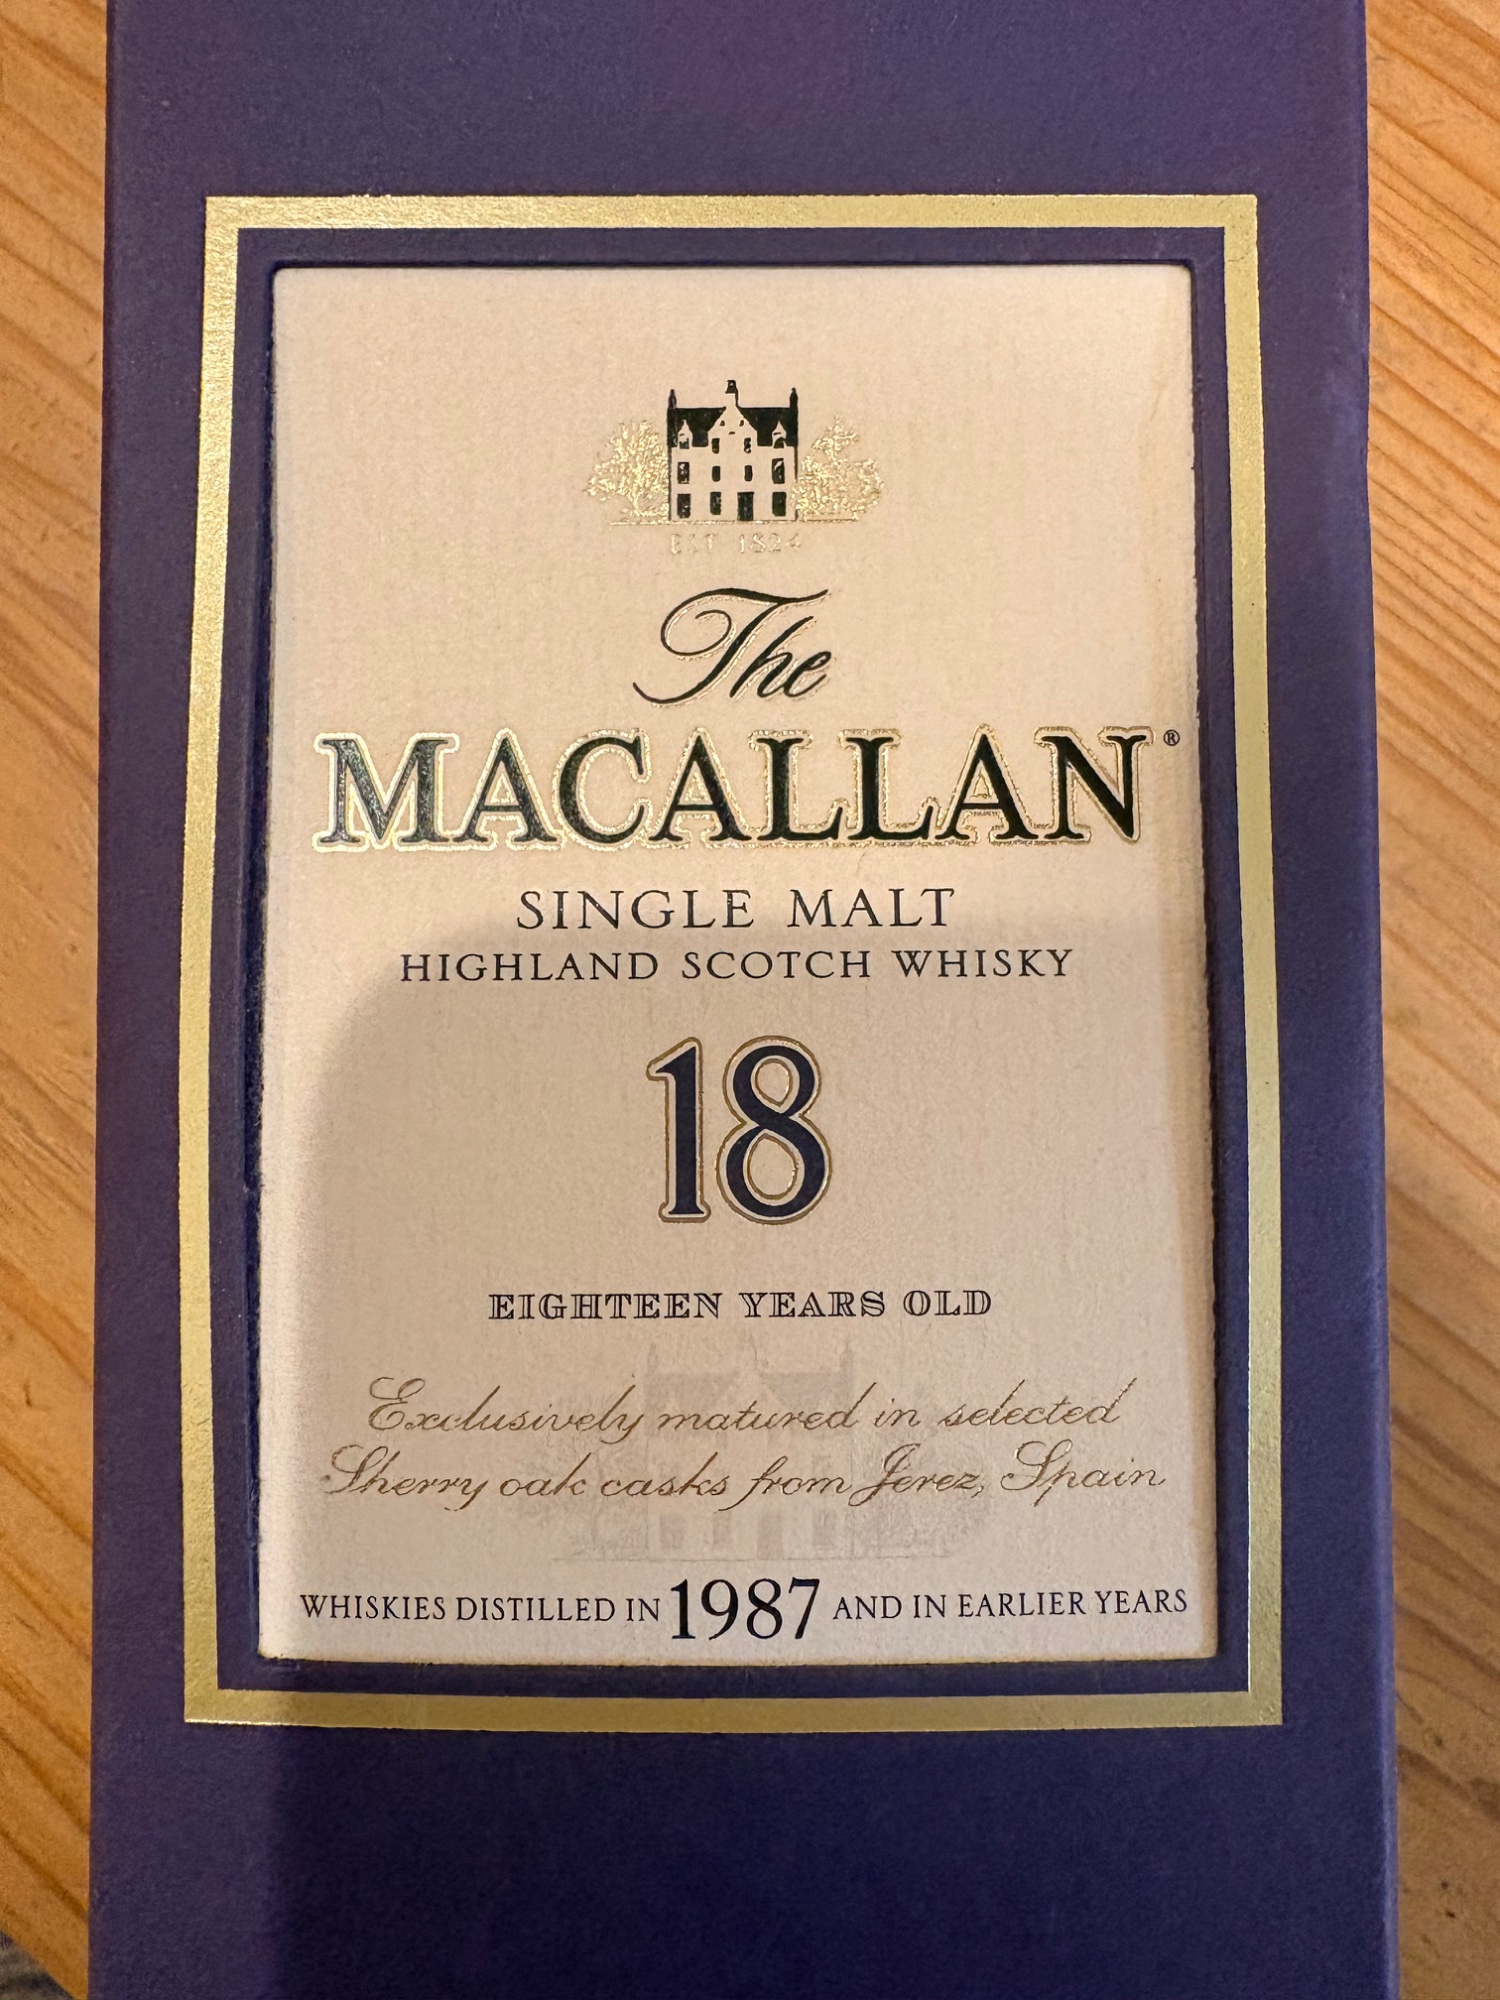 EST 1824
The
MACALLAN®
SINGLE MALT
HIGHLAND SCOTCH WHISKY
18
EIGHTEEN YEARS OLD
Exclusively matured in selected
Sherry oak casks from Jerez, Spain
WHISKIES DISTILLED IN 1987 AND IN EARLIER YEARS